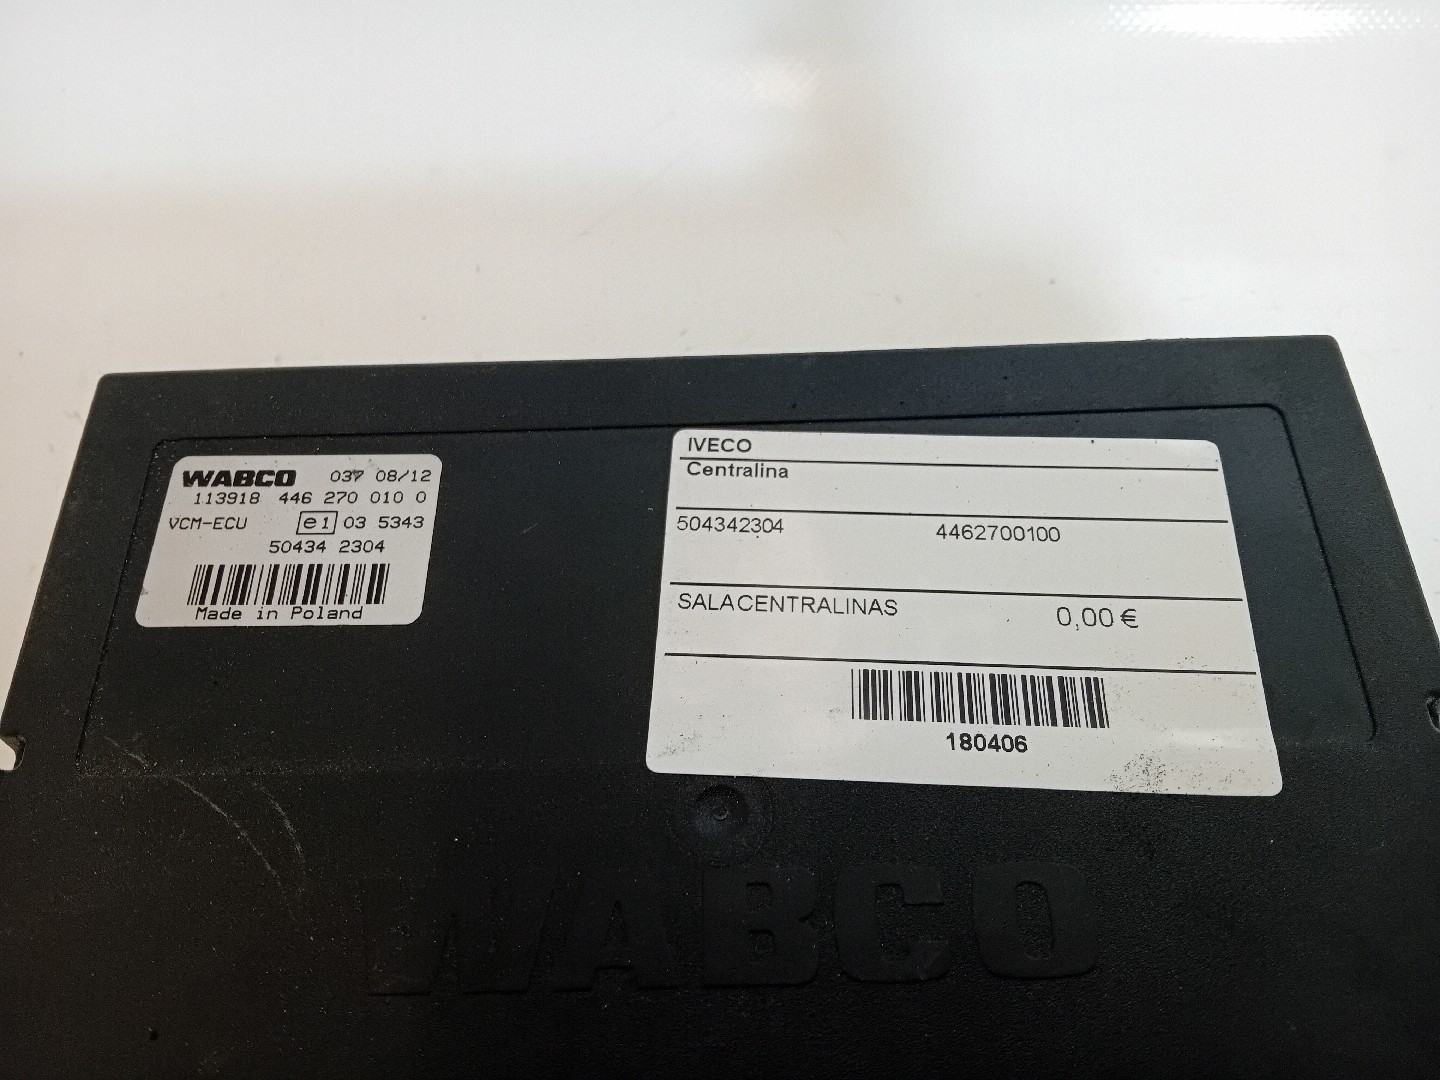 WABCO 037 08/12
113918 446 270 010 0
VCM-ECU e1 03 5343
50434 2304
Made in Poland
IVECO
Centralina
504342304 4462700100
SALACENTRALINAS 0,00 €
180406
WABCO